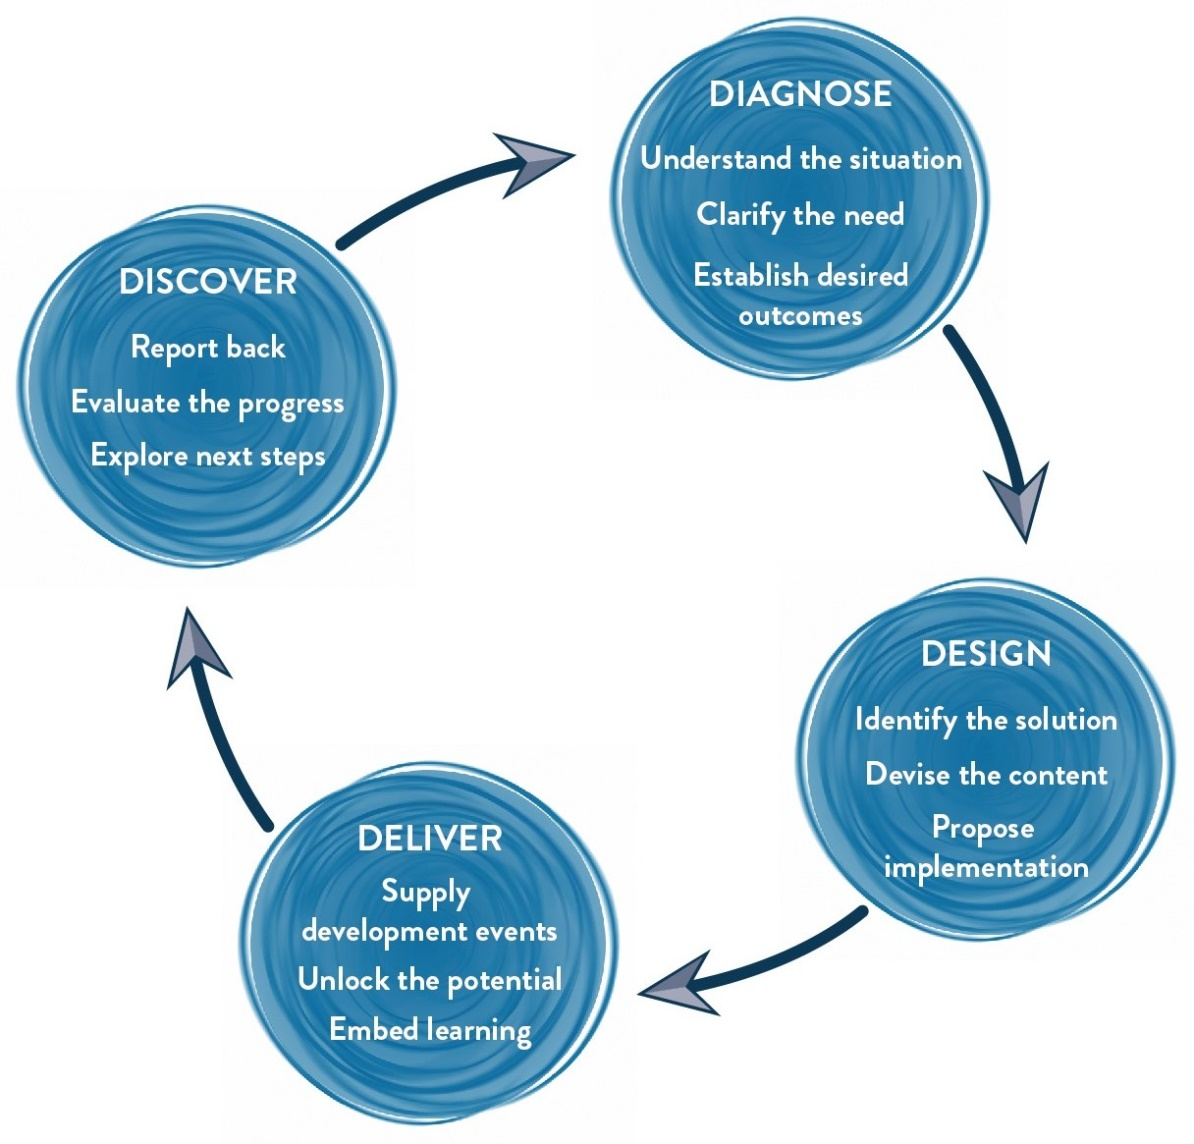 DIAGNOSE
Understand the situation
Clarify the need
Establish desired
outcomes
DISCOVER
Report back
Evaluate the progress
Explore next steps
DESIGN
Identify the solution
Devise the content
Propose
implementation
DELIVER
Supply
development events
Unlock the potential
Embed learning